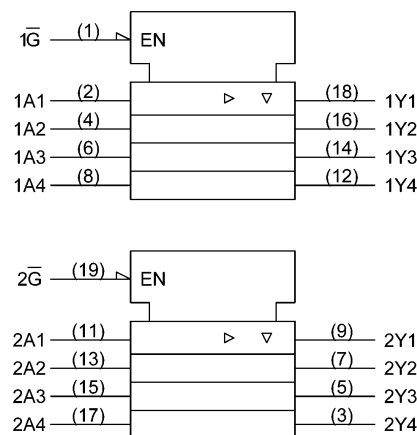 1G̅ (1) EN
1A1 (2) (18) 1Y1
1A2 (4) (16) 1Y2
1A3 (6) (14) 1Y3
1A4 (8) (12) 1Y4
2G̅ (19) EN
2A1 (11) (9) 2Y1
2A2 (13) (7) 2Y2
2A3 (15) (5) 2Y3
2A4 (17) (3) 2Y4